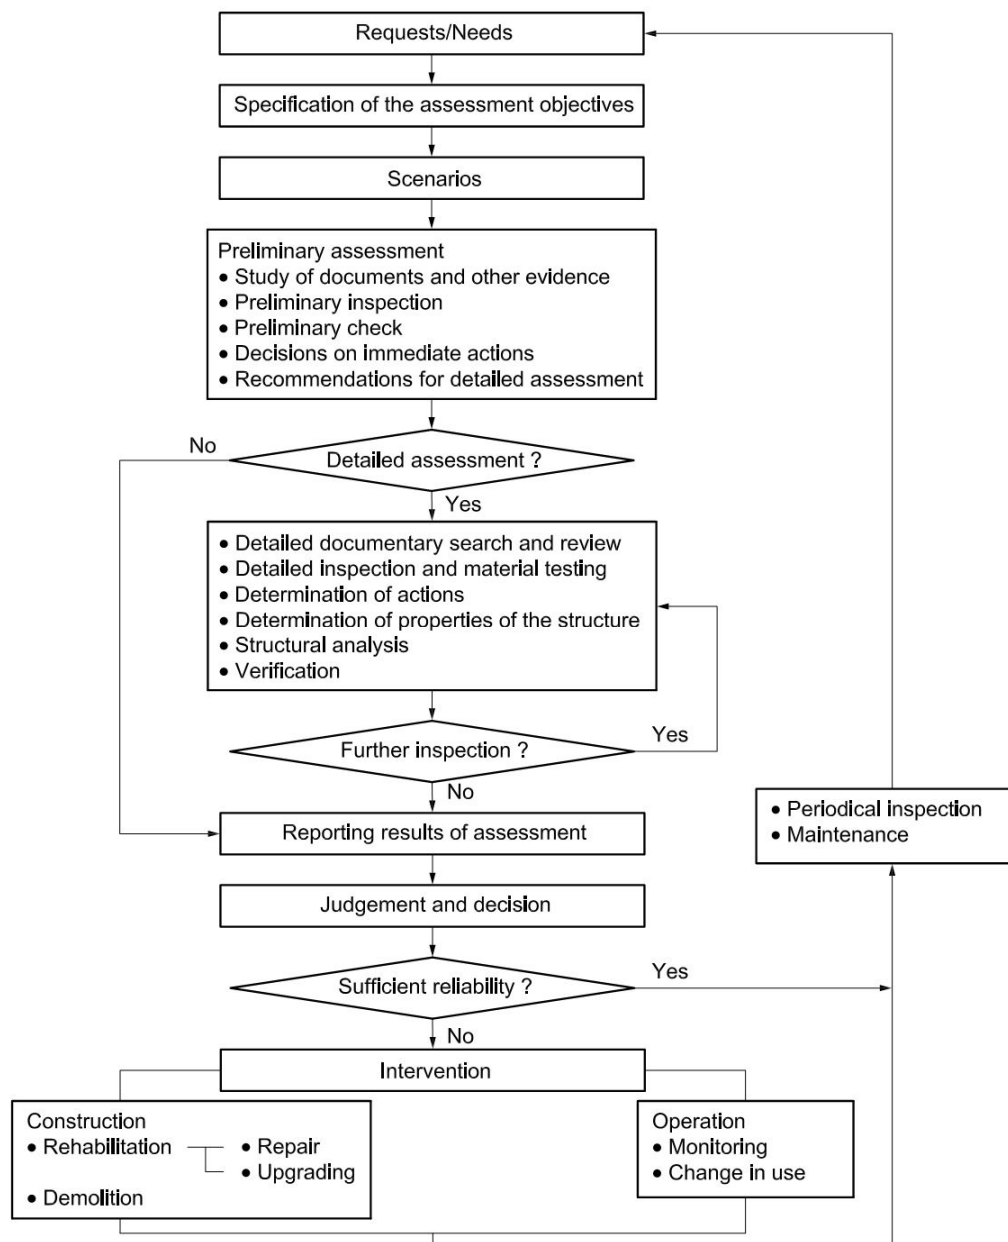 Requests/Needs
Specification of the assessment objectives
Scenarios
Preliminary assessment
● Study of documents and other evidence
● Preliminary inspection
● Preliminary check
● Decisions on immediate actions
● Recommendations for detailed assessment
No
Detailed assessment ?
Yes
● Detailed documentary search and review
● Detailed inspection and material testing
● Determination of actions
● Determination of properties of the structure
● Structural analysis
● Verification
Further inspection ?
Yes
No
● Periodical inspection
● Maintenance
Reporting results of assessment
Judgement and decision
Sufficient reliability ?
Yes
No
Intervention
Construction
● Rehabilitation
● Repair
● Upgrading
● Demolition
Operation
● Monitoring
● Change in use